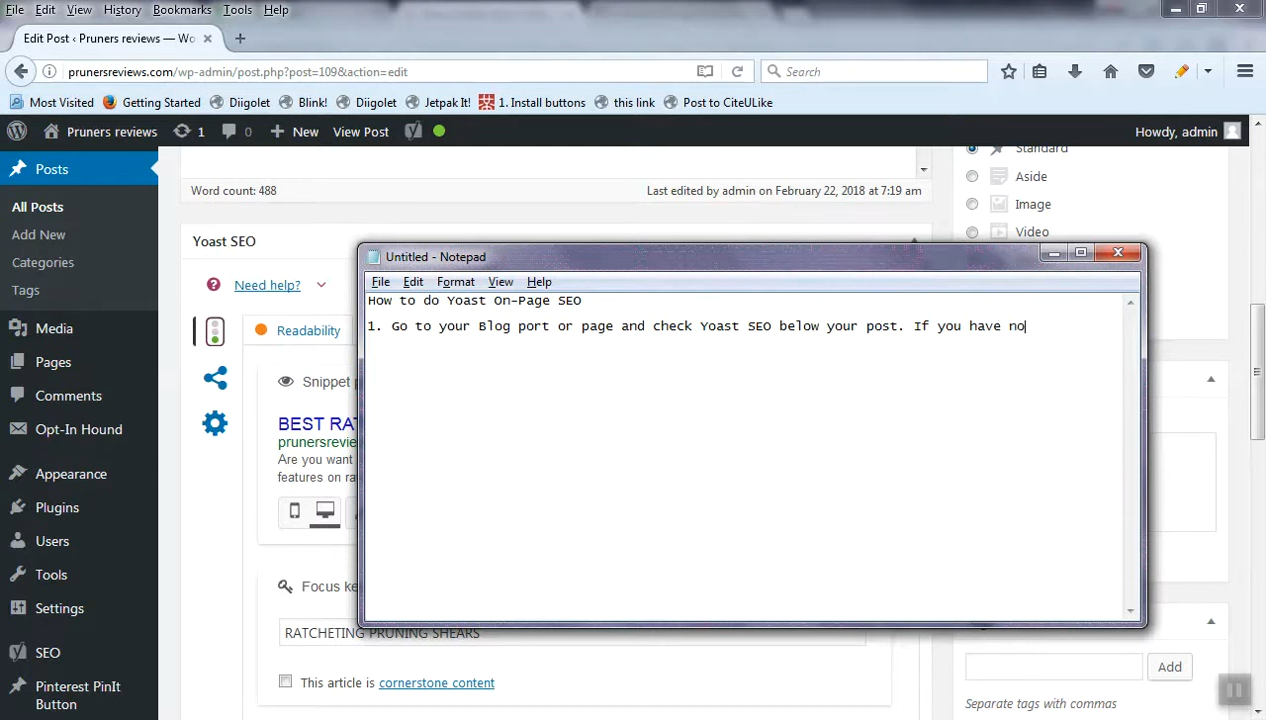 File Edit View History Bookmarks Tools Help
Edit Post ‹ Pruners reviews — Wo
prunersreviews.com/wp-admin/post.php?post=109&action=edit
Search
Most Visited Getting Started Diigolet Blink! Diigolet Jetpak It! 1. Install buttons this link Post to CiteULike
Pruners reviews 1 0 New View Post Howdy, admin
Posts
All Posts
Add New
Categories
Tags
Media
Pages
Comments
Opt-In Hound
Appearance
Plugins
Users
Tools
Settings
SEO
Pinterest PinIt
Button
Word count: 488
Last edited by admin on February 22, 2018 at 7:19 am
Yoast SEO
Need help?
Readability
Snippet
BEST RA
prunersrevie
Are you want
features on ra
Focus ke
RATCHETING PRUNING SHEARS
This article is cornerstone content
Untitled - Notepad
File Edit Format View Help
How to do Yoast On-Page SEO
1. Go to your Blog port or page and check Yoast SEO below your post. If you have no
Standard
Aside
Image
Video
Add
Separate tags with commas